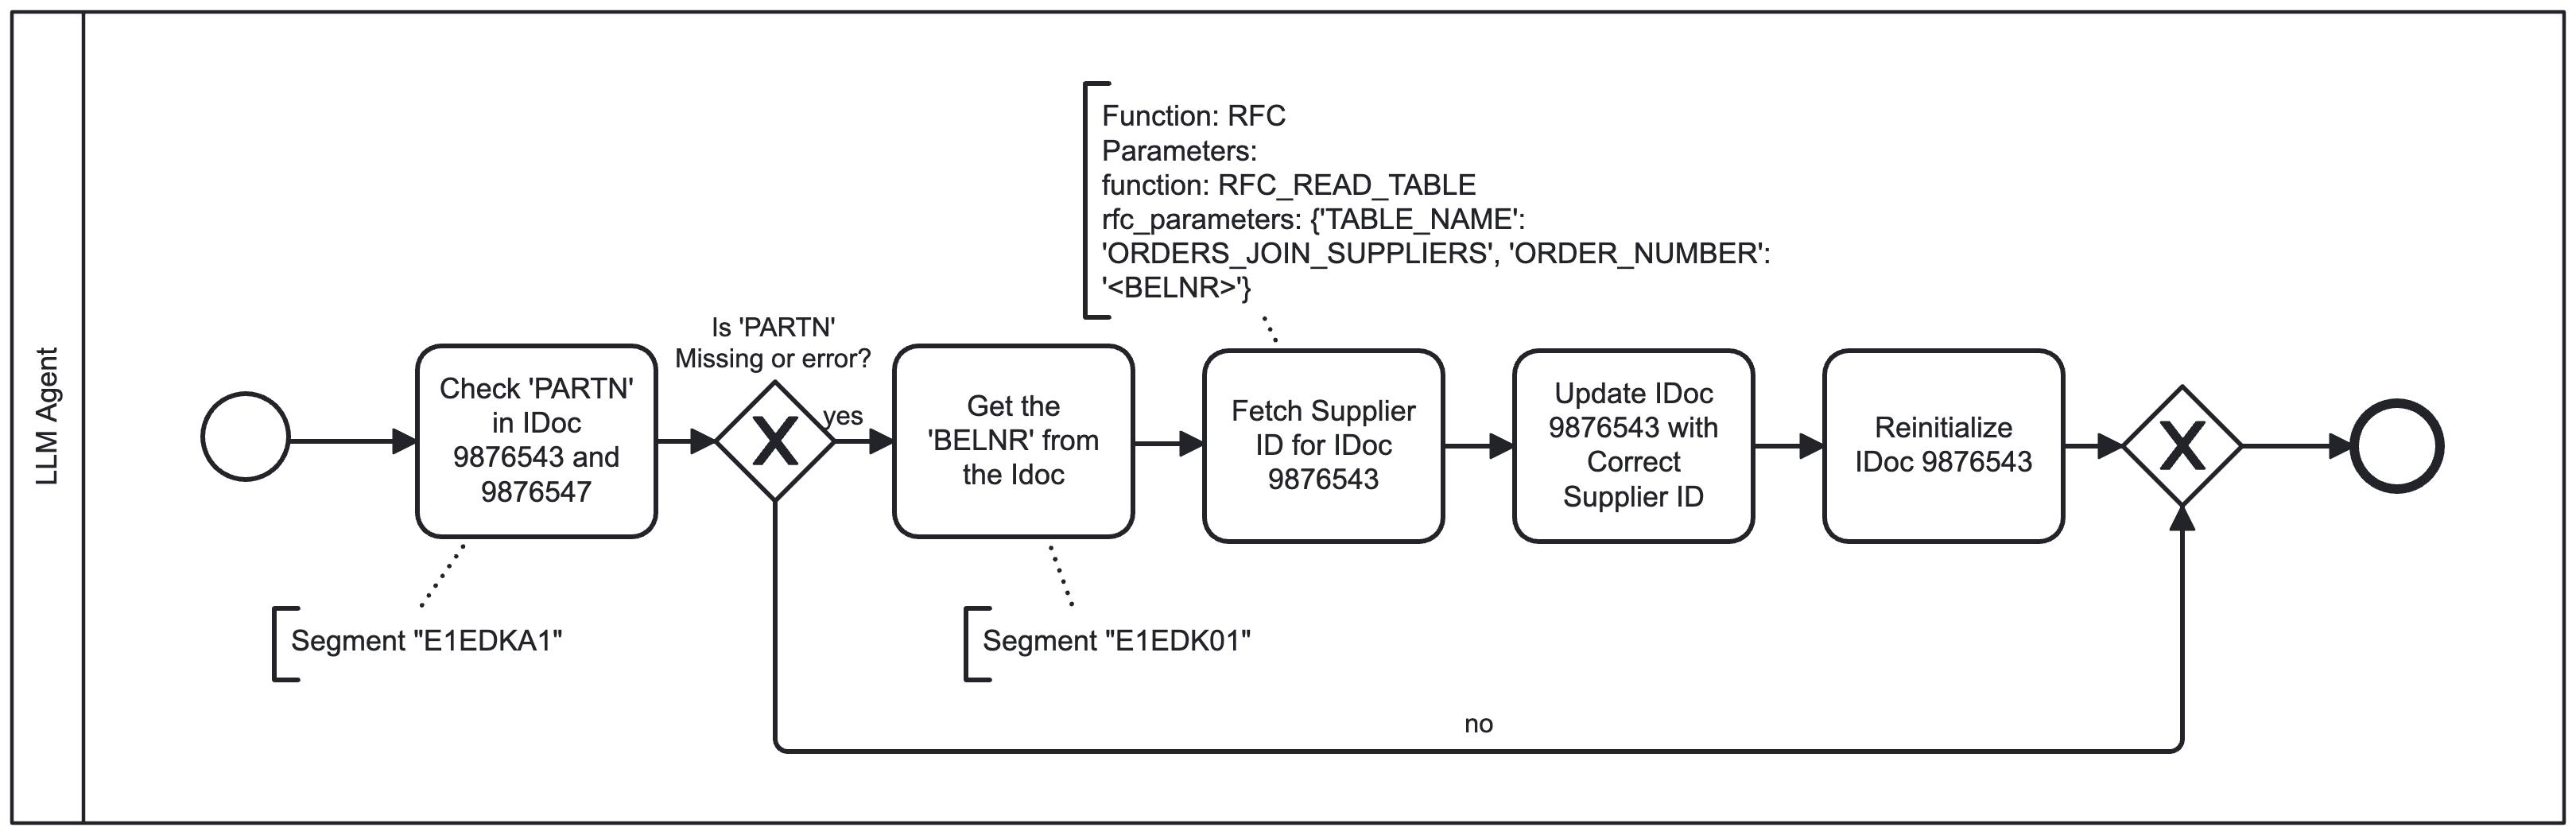 LLM Agent
Function: RFC
Parameters:
function: RFC_READ_TABLE
rfc_parameters: {'TABLE_NAME':
'ORDERS_JOIN_SUPPLIERS', 'ORDER_NUMBER':
'<BELNR>'}
Check 'PARTN'
in IDoc
9876543 and
9876547
Segment "E1EDKA1"
Is 'PARTN'
Missing or error?
X
yes
Get the
'BELNR' from
the Idoc
Segment "E1EDK01"
Fetch Supplier
ID for IDoc
9876543
Update IDoc
9876543 with
Correct
Supplier ID
Reinitialize
IDoc 9876543
X
no